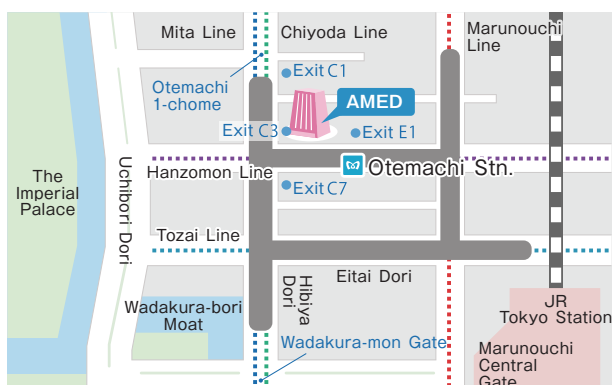 Mita Line
Chiyoda Line
Marunouchi
Line
Exit C1
Otemachi
1-chome
AMED
Exit C3
Exit E1
Otemachi Stn.
Hanzomon Line
The
Imperial
Palace
Exit C7
Uchibori Dori
Tozai Line
Hibiya
Dori
Eitai Dori
Wadakura-bori
Moat
JR
Tokyo Station
Wadakura-mon Gate
Marunouchi
Central
Gate